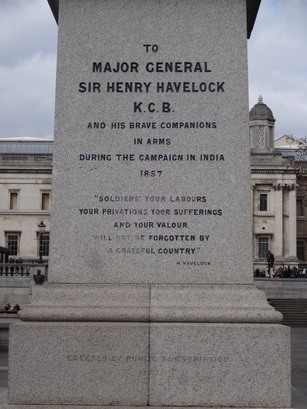 TO
MAJOR GENERAL
SIR HENRY HAVELOCK
K.C.B.
AND HIS BRAVE COMPANIONS
IN ARMS
DURING THE CAMPAIGN IN INDIA
1857
"SOLDIERS! YOUR LABOURS
YOUR PRIVATIONS YOUR SUFFERINGS
AND YOUR VALOUR.
WILL NOT BE FORGOTTEN BY
A GRATEFUL COUNTRY."
H. HAVELOCK
ERECTED BY PUBLIC SUBSCRIPTION